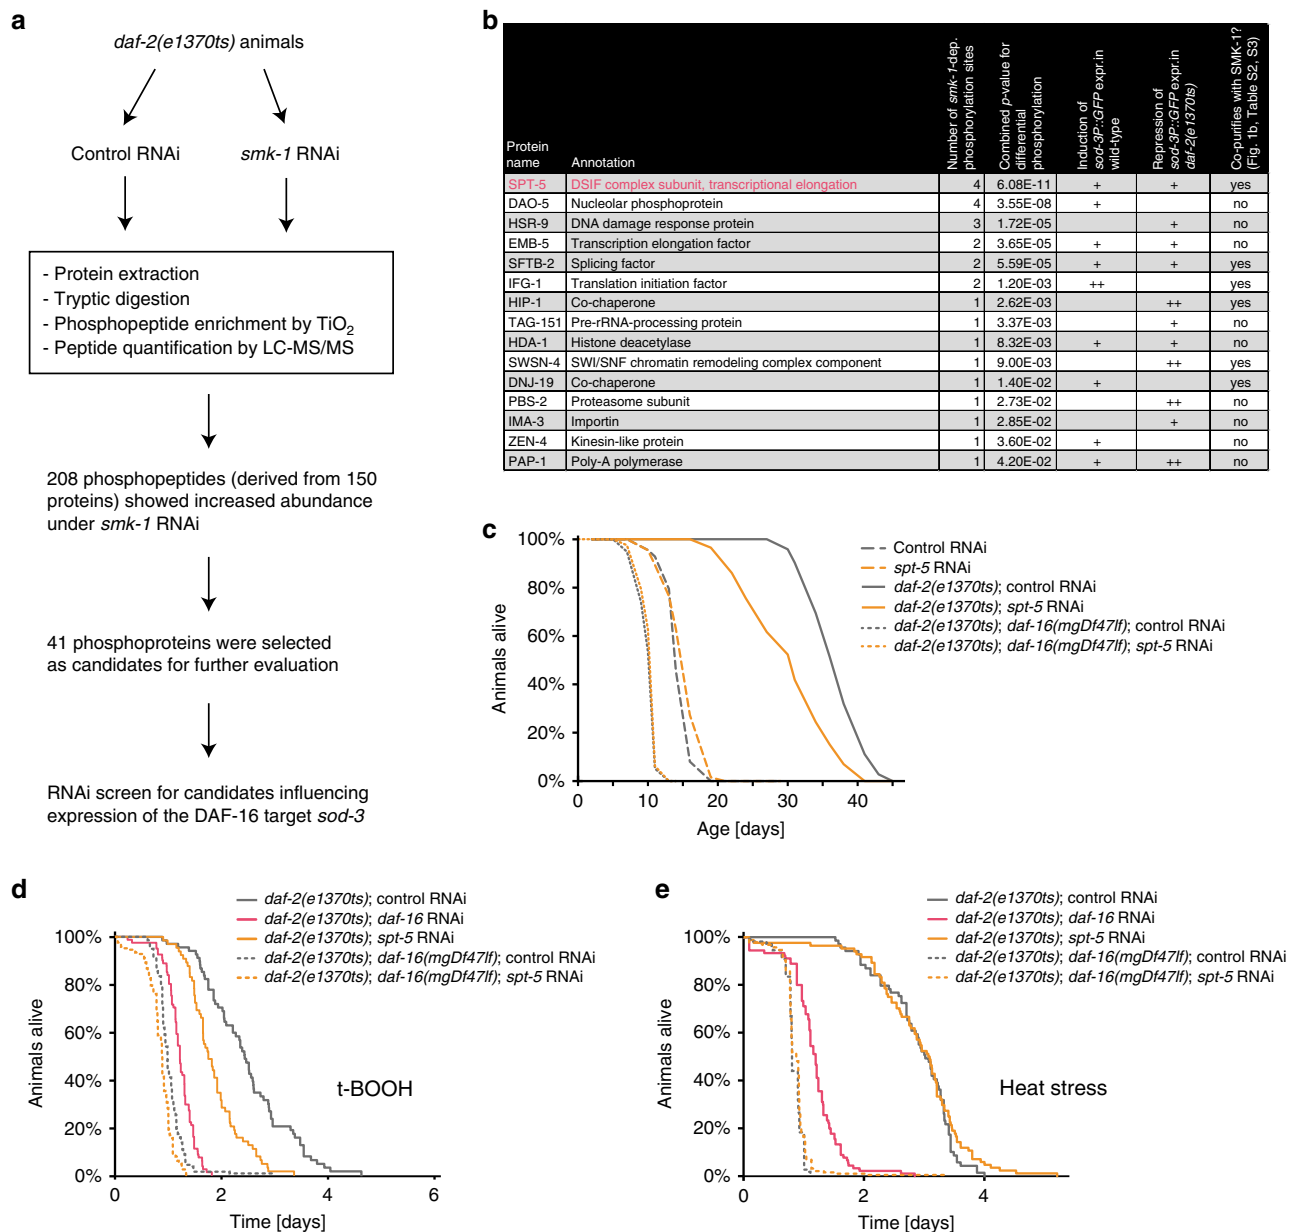 a
daf-2(e1370ts) animals
Control RNAi
smk-1 RNAi
- Protein extraction
- Tryptic digestion
- Phosphopeptide enrichment by TiO2
- Peptide quantification by LC-MS/MS
208 phosphopeptides (derived from 150
proteins) showed increased abundance
under smk-1 RNAi
41 phosphoproteins were selected
as candidates for further evaluation
RNAi screen for candidates influencing
expression of the DAF-16 target sod-3
b
Protein
name
Annotation
Number of smk-1-dep.
phosphorylation sites
Combined p-value for
differential
phosphorylation
Induction of
sod-3P::GFP expr.in
wild-type
Repression of
sod-3P::GFP expr.in
daf-2(e1370ts)
Co-purifies with SMK-1?
(Fig. 1b, Table S2, S3)
SPT-5 DSIF complex subunit, transcriptional elongation 4 6.08E-11 + + yes
DAO-5 Nucleolar phosphoprotein 4 3.55E-08 + no
HSR-9 DNA damage response protein 3 1.72E-05 + no
EMB-5 Transcription elongation factor 2 3.65E-05 + + no
SFTB-2 Splicing factor 2 5.59E-05 + + yes
IFG-1 Translation initiation factor 2 1.20E-03 ++ yes
HIP-1 Co-chaperone 1 2.62E-03 ++ yes
TAG-151 Pre-rRNA-processing protein 1 3.37E-03 + no
HDA-1 Histone deacetylase 1 8.32E-03 + + no
SWSN-4 SWI/SNF chromatin remodeling complex component 1 9.00E-03 ++ yes
DNJ-19 Co-chaperone 1 1.40E-02 + yes
PBS-2 Proteasome subunit 1 2.73E-02 ++ no
IMA-3 Importin 1 2.85E-02 + no
ZEN-4 Kinesin-like protein 1 3.60E-02 + no
PAP-1 Poly-A polymerase 1 4.20E-02 + ++ no
c
Animals alive
100%
80%
60%
40%
20%
0%
0 10 20 30 40
Age [days]
Control RNAi
spt-5 RNAi
daf-2(e1370ts); control RNAi
daf-2(e1370ts); spt-5 RNAi
daf-2(e1370ts); daf-16(mgDf47lf); control RNAi
daf-2(e1370ts); daf-16(mgDf47lf); spt-5 RNAi
d
daf-2(e1370ts); control RNAi
daf-2(e1370ts); daf-16 RNAi
daf-2(e1370ts); spt-5 RNAi
daf-2(e1370ts); daf-16(mgDf47lf); control RNAi
daf-2(e1370ts); daf-16(mgDf47lf); spt-5 RNAi
Animals alive
100%
80%
60%
40%
20%
0%
t-BOOH
0 2 4 6
Time [days]
e
daf-2(e1370ts); control RNAi
daf-2(e1370ts); daf-16 RNAi
daf-2(e1370ts); spt-5 RNAi
daf-2(e1370ts); daf-16(mgDf47lf); control RNAi
daf-2(e1370ts); daf-16(mgDf47lf); spt-5 RNAi
Animals alive
100%
80%
60%
40%
20%
0%
Heat stress
0 2 4
Time [days]